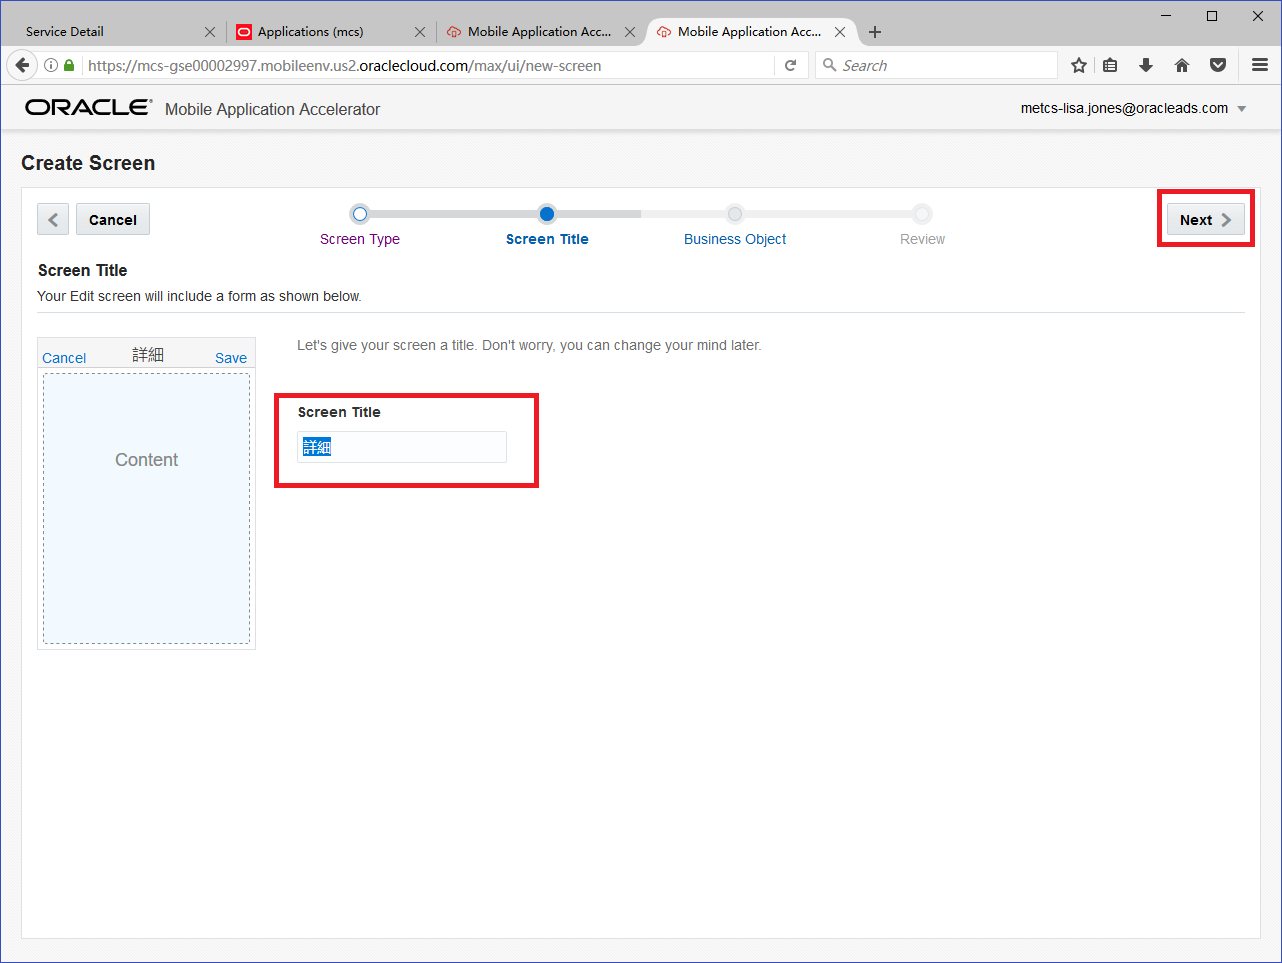 Service Detail
Applications (mcs)
Mobile Application Acc...
Mobile Application Acc...
https://mcs-gse00002997.mobileenv.us2.oraclecloud.com/max/ui/new-screen
Search
ORACLE® Mobile Application Accelerator
metcs-lisa.jones@oracleads.com
Create Screen
Cancel
Screen Type
Screen Title
Business Object
Review
Next
Screen Title
Your Edit screen will include a form as shown below.
Cancel 詳細 Save
Content
Let's give your screen a title. Don't worry, you can change your mind later.
Screen Title
詳細